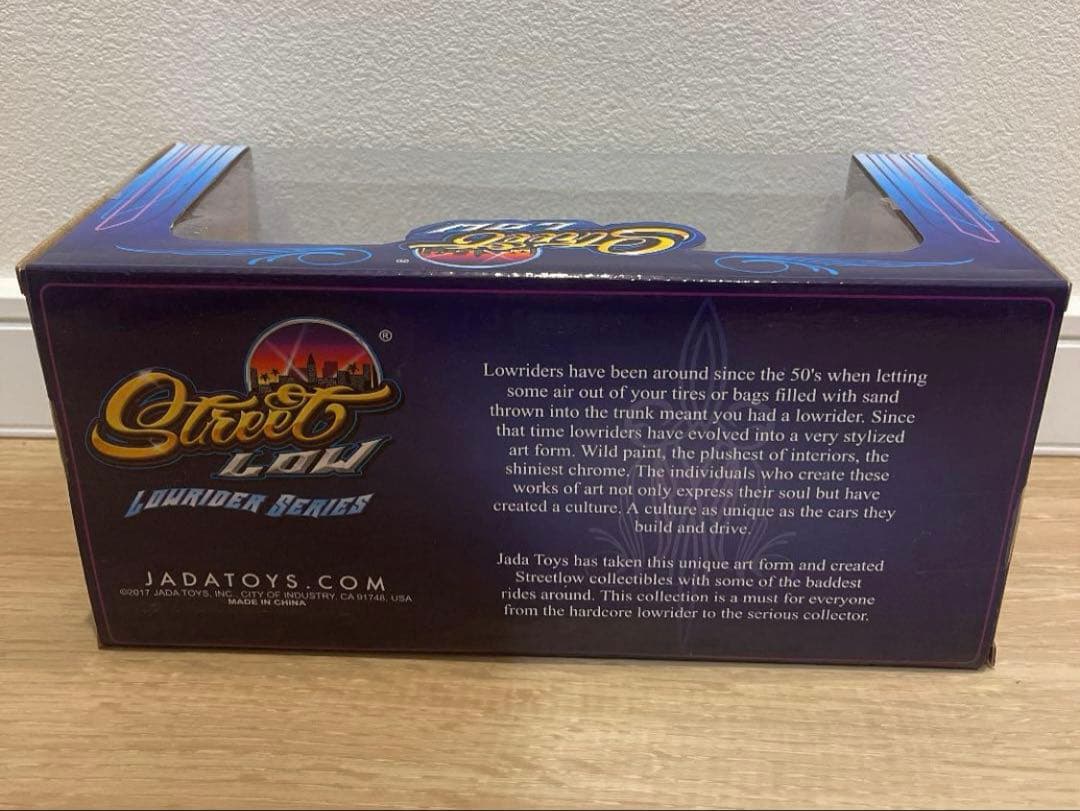 Street
LOW
®
Street
LOW
LOWRIDER SERIES
JADATOYS.COM
©2017 JADA TOYS, INC. CITY OF INDUSTRY, CA 91748, USA
MADE IN CHINA
Lowriders have been around since the 50's when letting
some air out of your tires or bags filled with sand
thrown into the trunk meant you had a lowrider. Since
that time lowriders have evolved into a very stylized
art form. Wild paint, the plushest of interiors, the
shiniest chrome. The individuals who create these
works of art not only express their soul but have
created a culture. A culture as unique as the cars they
build and drive.
Jada Toys has taken this unique art form and created
Streetlow collectibles with some of the baddest
rides around. This collection is a must for everyone
from the hardcore lowrider to the serious collector.